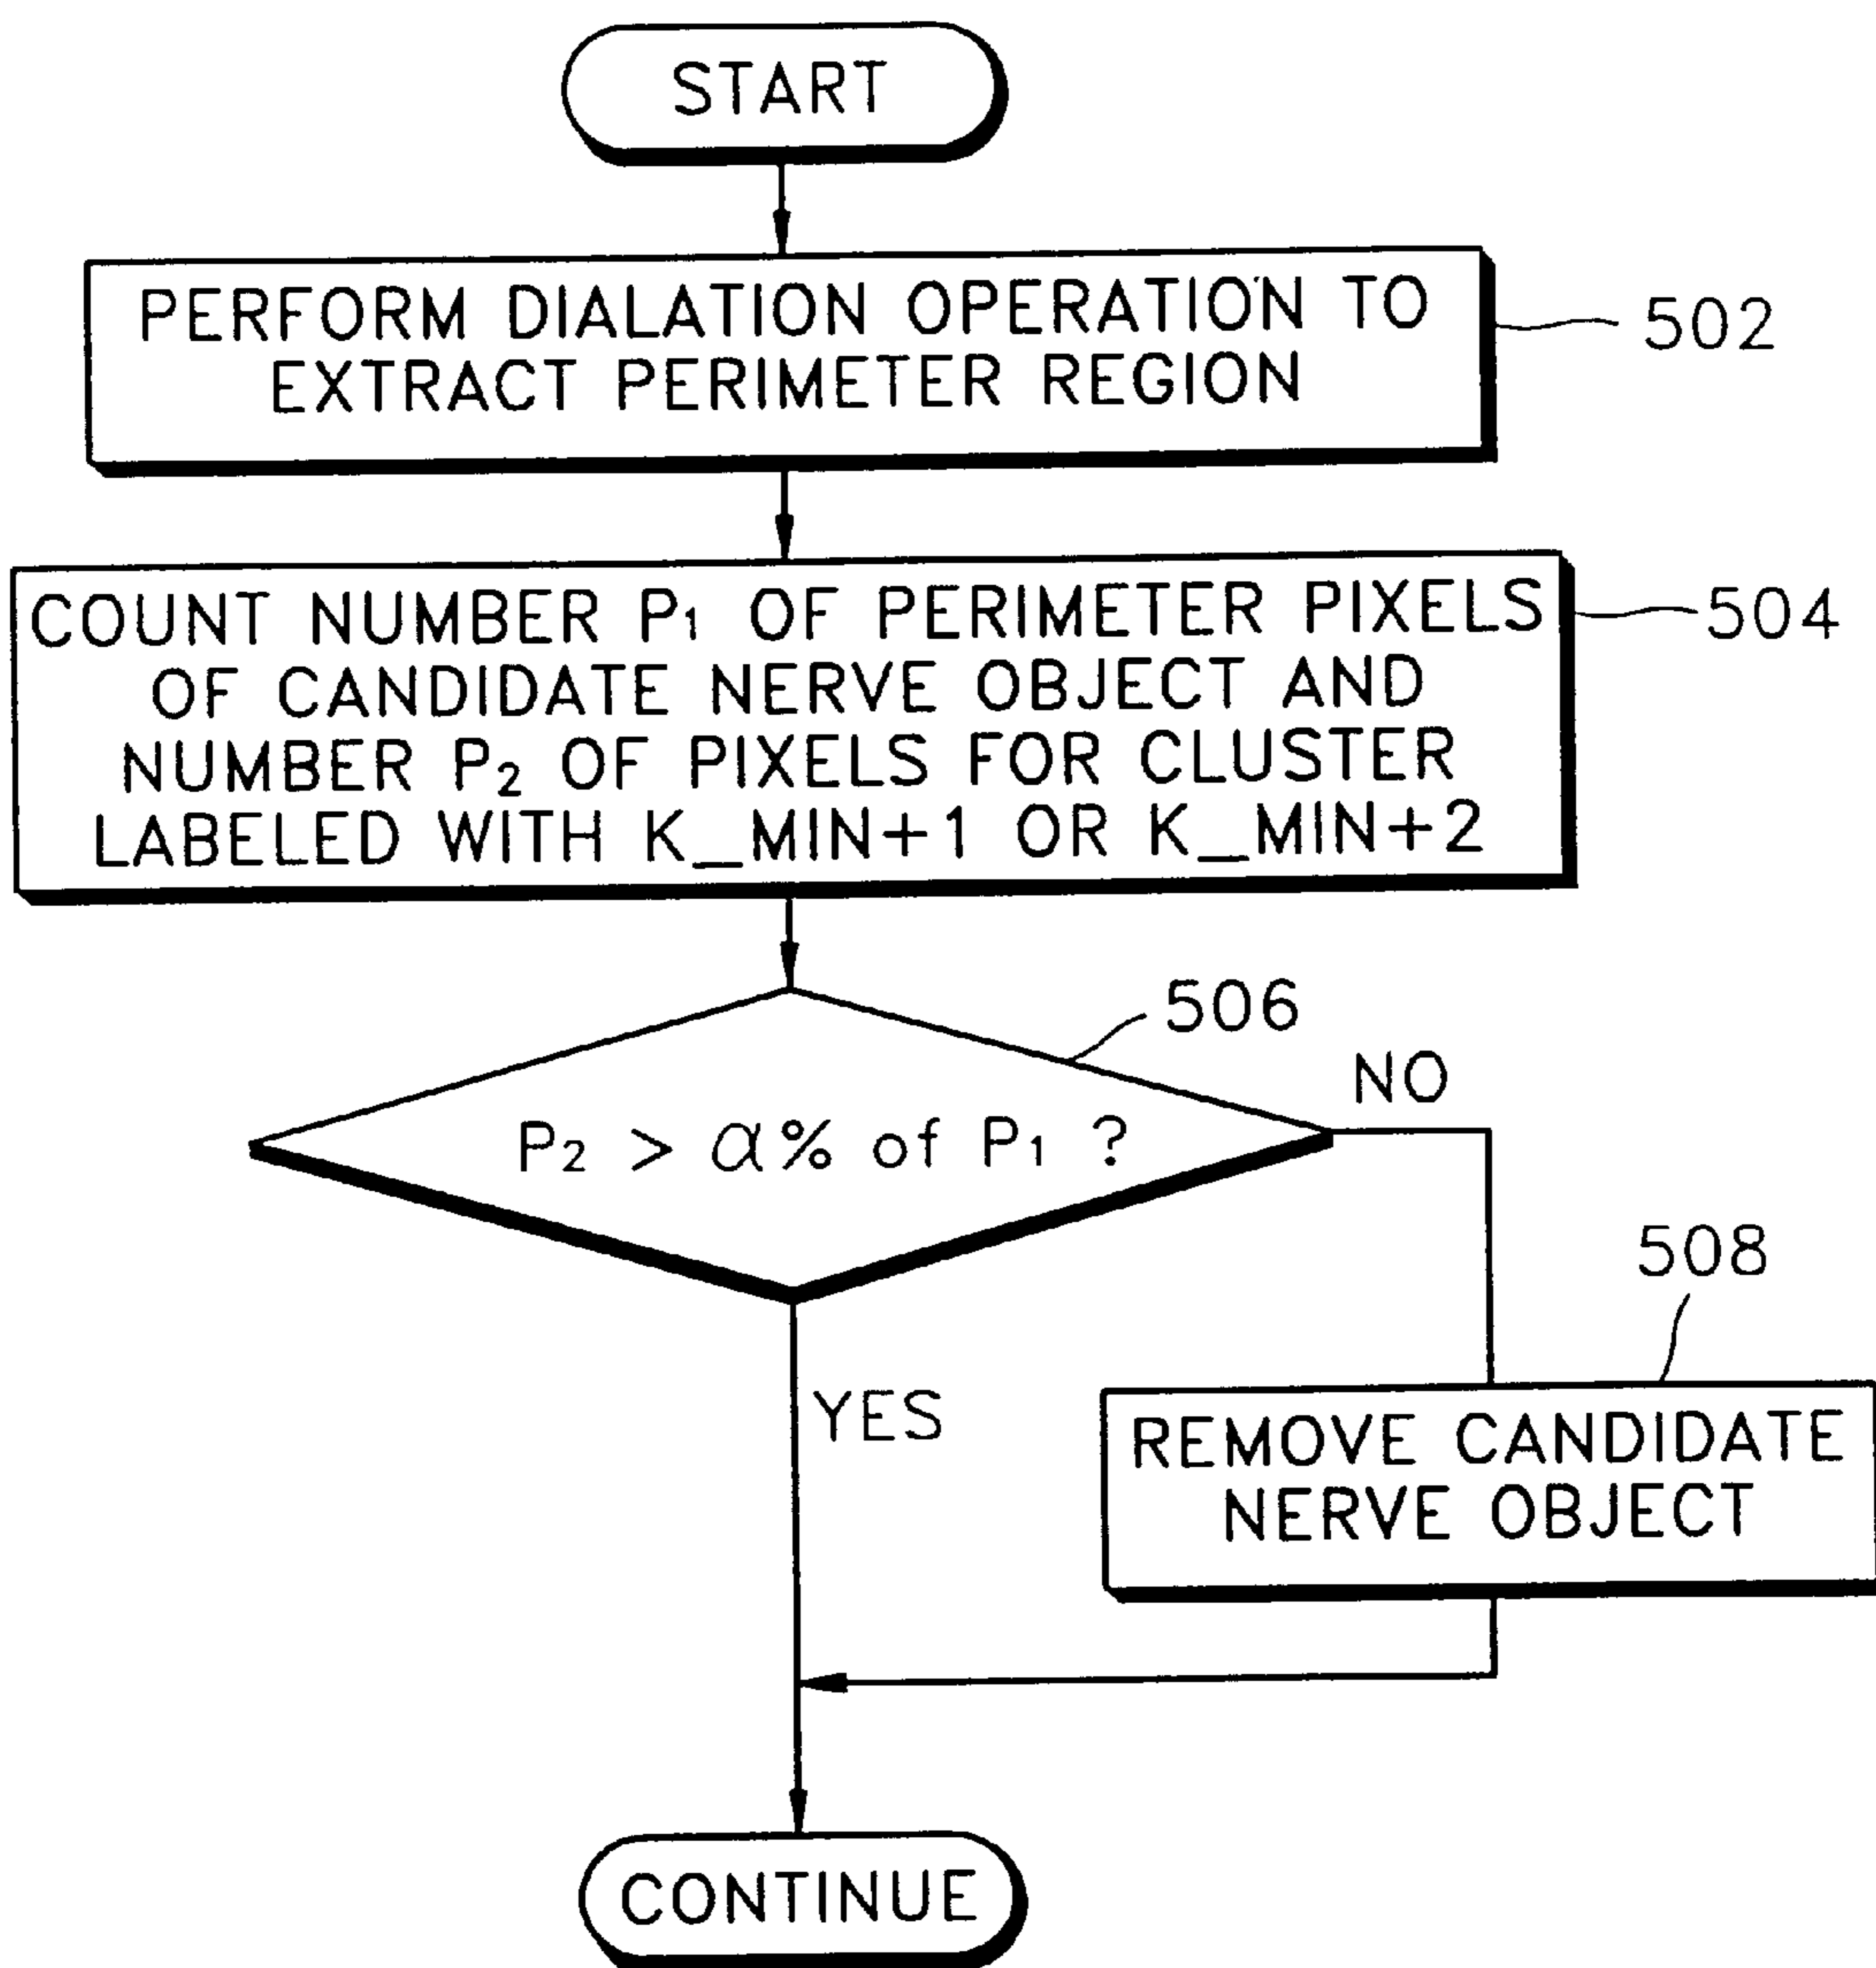 START
PERFORM DIALATION OPERATION TO
EXTRACT PERIMETER REGION
502
COUNT NUMBER P₁ OF PERIMETER PIXELS
OF CANDIDATE NERVE OBJECT AND
NUMBER P₂ OF PIXELS FOR CLUSTER
LABELED WITH K_MIN+1 OR K_MIN+2
504
506
P₂ > α% of P₁ ?
NO
YES
508
REMOVE CANDIDATE
NERVE OBJECT
CONTINUE